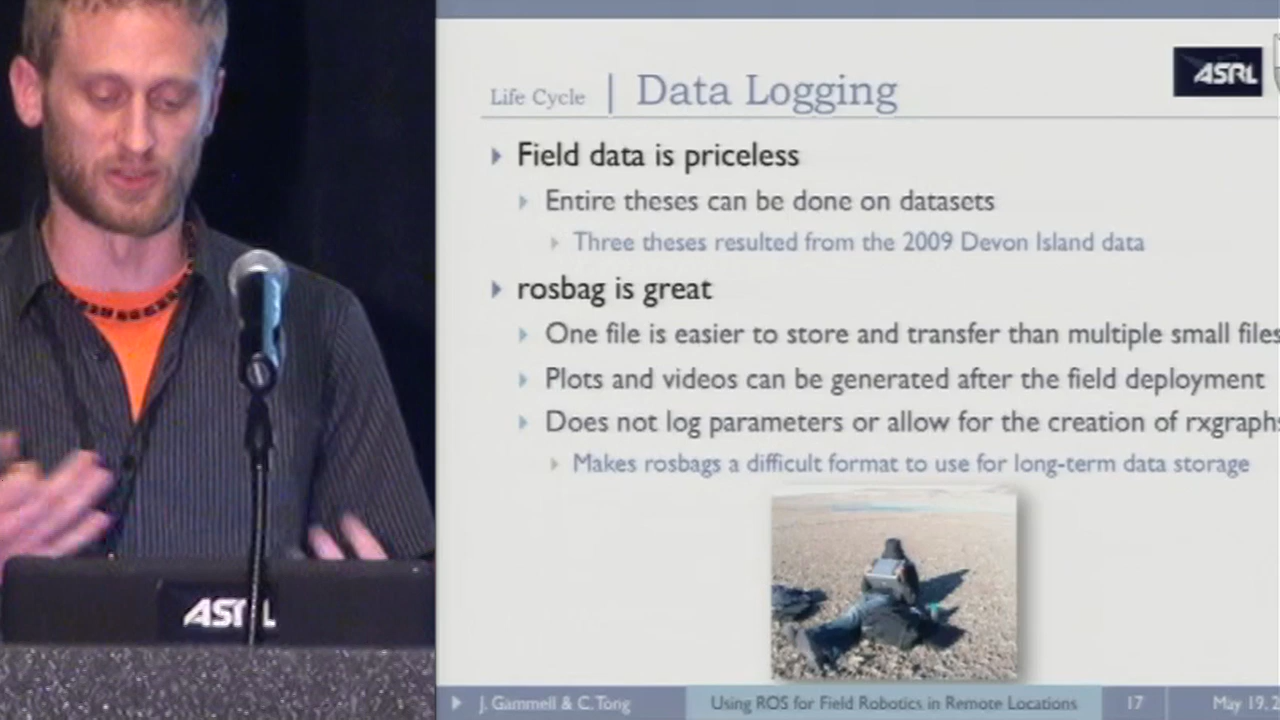 ASRL
Life Cycle | Data Logging
Field data is priceless
Entire theses can be done on datasets
Three theses resulted from the 2009 Devon Island data
rosbag is great
One file is easier to store and transfer than multiple small files
Plots and videos can be generated after the field deployment
Does not log parameters or allow for the creation of rxgraphs
Makes rosbags a difficult format to use for long-term data storage
ASRL
J. Gammell & C. Tong
Using ROS for Field Robotics in Remote Locations
17
May 19, 2